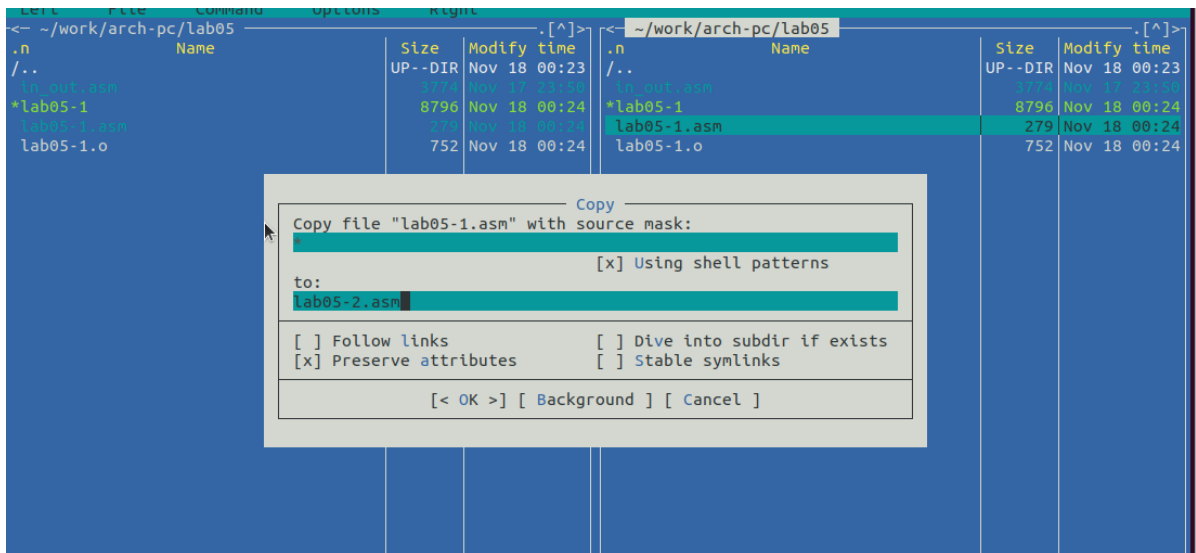 Left File Command Options Right
<─ ~/work/arch-pc/lab05 ─.[^]>
.n Name Size Modify time
/.. UP--DIR Nov 18 00:23
in_out.asm 3774 Nov 17 23:50
*lab05-1 8796 Nov 18 00:24
lab05-1.asm 279 Nov 18 00:24
lab05-1.o 752 Nov 18 00:24
<─ ~/work/arch-pc/lab05 ─.[^]>
.n Name Size Modify time
/.. UP--DIR Nov 18 00:23
in_out.asm 3774 Nov 17 23:50
*lab05-1 8796 Nov 18 00:24
lab05-1.asm 279 Nov 18 00:24
lab05-1.o 752 Nov 18 00:24
Copy
Copy file "lab05-1.asm" with source mask:
*
[x] Using shell patterns
to:
lab05-2.asm
[ ] Follow links [ ] Dive into subdir if exists
[x] Preserve attributes [ ] Stable symlinks
[< OK >] [ Background ] [ Cancel ]